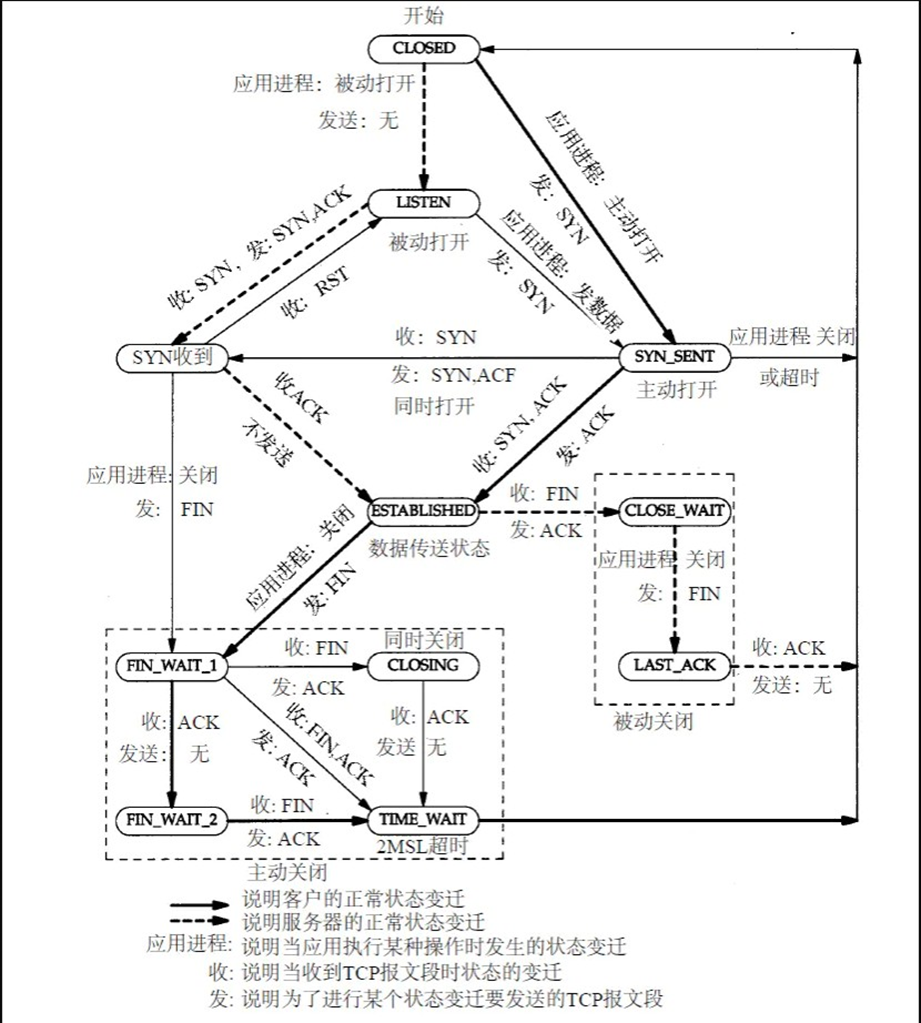 开始
CLOSED
应用进程：被动打开
发送：无
应用进程：主动打开
发：SYN
LISTEN
被动打开
收：SYN，发：SYN,ACK
收：RST
应用进程：发数据
发：SYN
SYN收到
收：SYN
发：SYN,ACF
同时打开
SYN_SENT
主动打开
应用进程：关闭
或超时
收ACK
不发送
收：SYN，ACK
发：ACK
应用进程：关闭
发：FIN
ESTABLISHED
数据传送状态
收：FIN
发：ACK
CLOSE_WAIT
应用进程：关闭
发：FIN
LAST_ACK
收：ACK
发送：无
被动关闭
应用进程：关闭
发：FIN
FIN_WAIT_1
收：FIN
发：ACK
同时关闭
CLOSING
收：ACK
发送：无
收：FIN,ACK
发：ACK
收：ACK
发送 无
FIN_WAIT_2
收：FIN
发：ACK
TIME_WAIT
2MSL超时
主动关闭
说明客户的正常状态变迁
说明服务器的正常状态变迁
应用进程：说明当应用执行某种操作时发生的状态变迁
收：说明当收到TCP报文段时状态的变迁
发：说明为了进行某个状态变迁要发送的TCP报文段